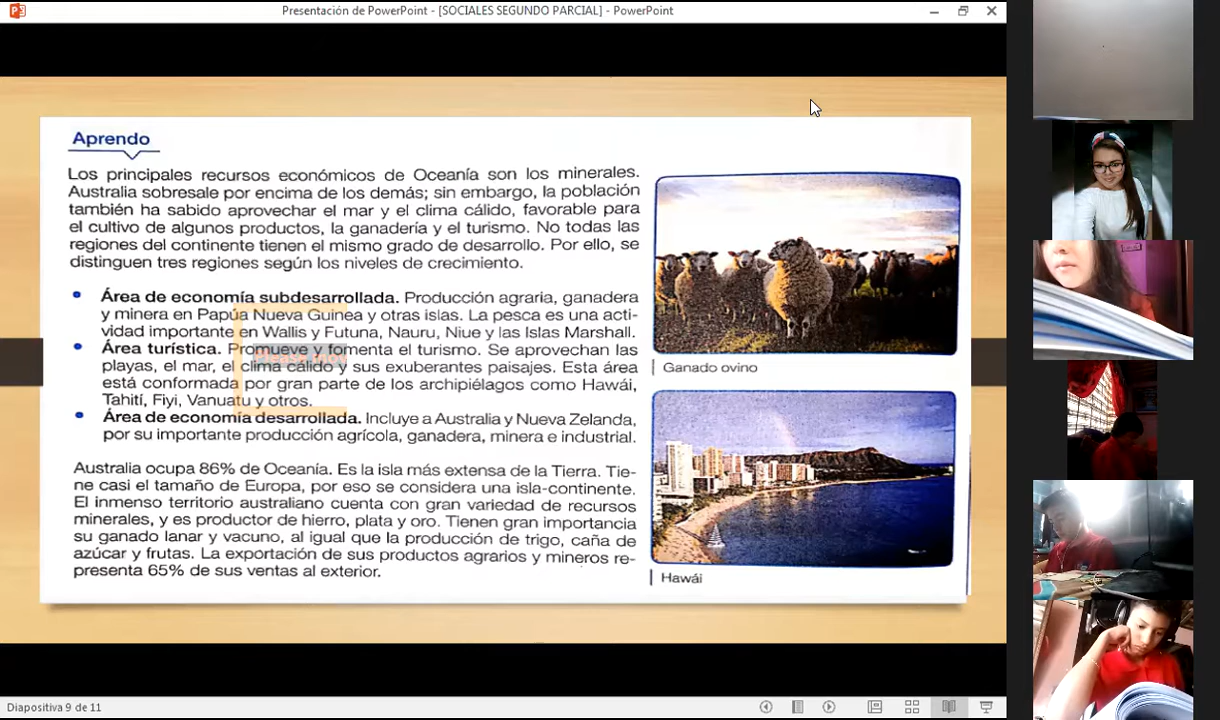 Presentación de PowerPoint - [SOCIALES SEGUNDO PARCIAL] - PowerPoint
Aprendo
Los principales recursos económicos de Oceanía son los minerales.
Australia sobresale por encima de los demás; sin embargo, la población
también ha sabido aprovechar el mar y el clima cálido, favorable para
el cultivo de algunos productos, la ganadería y el turismo. No todas las
regiones del continente tienen el mismo grado de desarrollo. Por ello, se
distinguen tres regiones según los niveles de crecimiento.
• Área de economía subdesarrollada. Producción agraria, ganadera
y minera en Papúa Nueva Guinea y otras islas. La pesca es una acti-
vidad importante en Wallis y Futuna, Nauru, Niue y las Islas Marshall.
• Área turística. Promueve y fomenta el turismo. Se aprovechan las
playas, el mar, el clima cálido y sus exuberantes paisajes. Esta área
está conformada por gran parte de los archipiélagos como Hawái,
Tahití, Fiyi, Vanuatu y otros.
• Área de economía desarrollada. Incluye a Australia y Nueva Zelanda,
por su importante producción agrícola, ganadera, minera e industrial.
Australia ocupa 86% de Oceanía. Es la isla más extensa de la Tierra. Tie-
ne casi el tamaño de Europa, por eso se considera una isla-continente.
El inmenso territorio australiano cuenta con gran variedad de recursos
minerales, y es productor de hierro, plata y oro. Tienen gran importancia
su ganado lanar y vacuno, al igual que la producción de trigo, caña de
azúcar y frutas. La exportación de sus productos agrarios y mineros re-
presenta 65% de sus ventas al exterior.
Ganado ovino
Hawái
Diapositiva 9 de 11